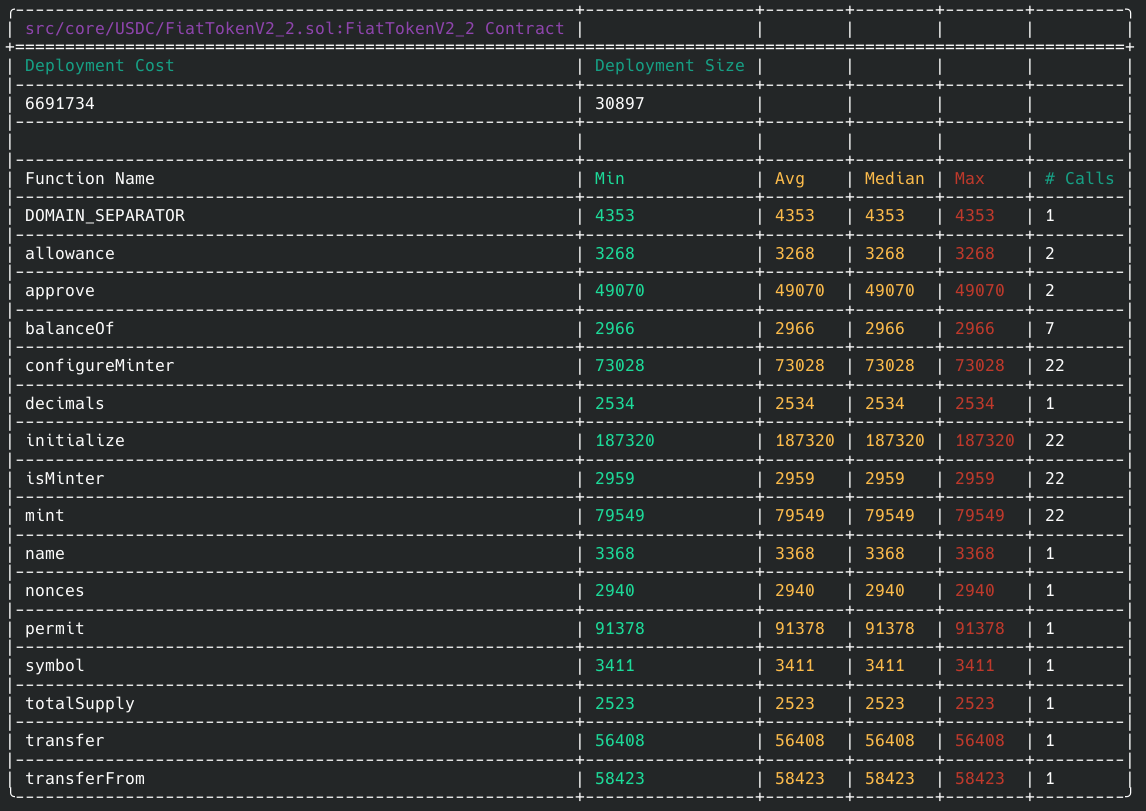 src/core/USDC/FiatTokenV2_2.sol:FiatTokenV2_2 Contract
Deployment Cost | Deployment Size
6691734 | 30897
Function Name | Min | Avg | Median | Max | # Calls
DOMAIN_SEPARATOR | 4353 | 4353 | 4353 | 4353 | 1
allowance | 3268 | 3268 | 3268 | 3268 | 2
approve | 49070 | 49070 | 49070 | 49070 | 2
balanceOf | 2966 | 2966 | 2966 | 2966 | 7
configureMinter | 73028 | 73028 | 73028 | 73028 | 22
decimals | 2534 | 2534 | 2534 | 2534 | 1
initialize | 187320 | 187320 | 187320 | 187320 | 22
isMinter | 2959 | 2959 | 2959 | 2959 | 22
mint | 79549 | 79549 | 79549 | 79549 | 22
name | 3368 | 3368 | 3368 | 3368 | 1
nonces | 2940 | 2940 | 2940 | 2940 | 1
permit | 91378 | 91378 | 91378 | 91378 | 1
symbol | 3411 | 3411 | 3411 | 3411 | 1
totalSupply | 2523 | 2523 | 2523 | 2523 | 1
transfer | 56408 | 56408 | 56408 | 56408 | 1
transferFrom | 58423 | 58423 | 58423 | 58423 | 1